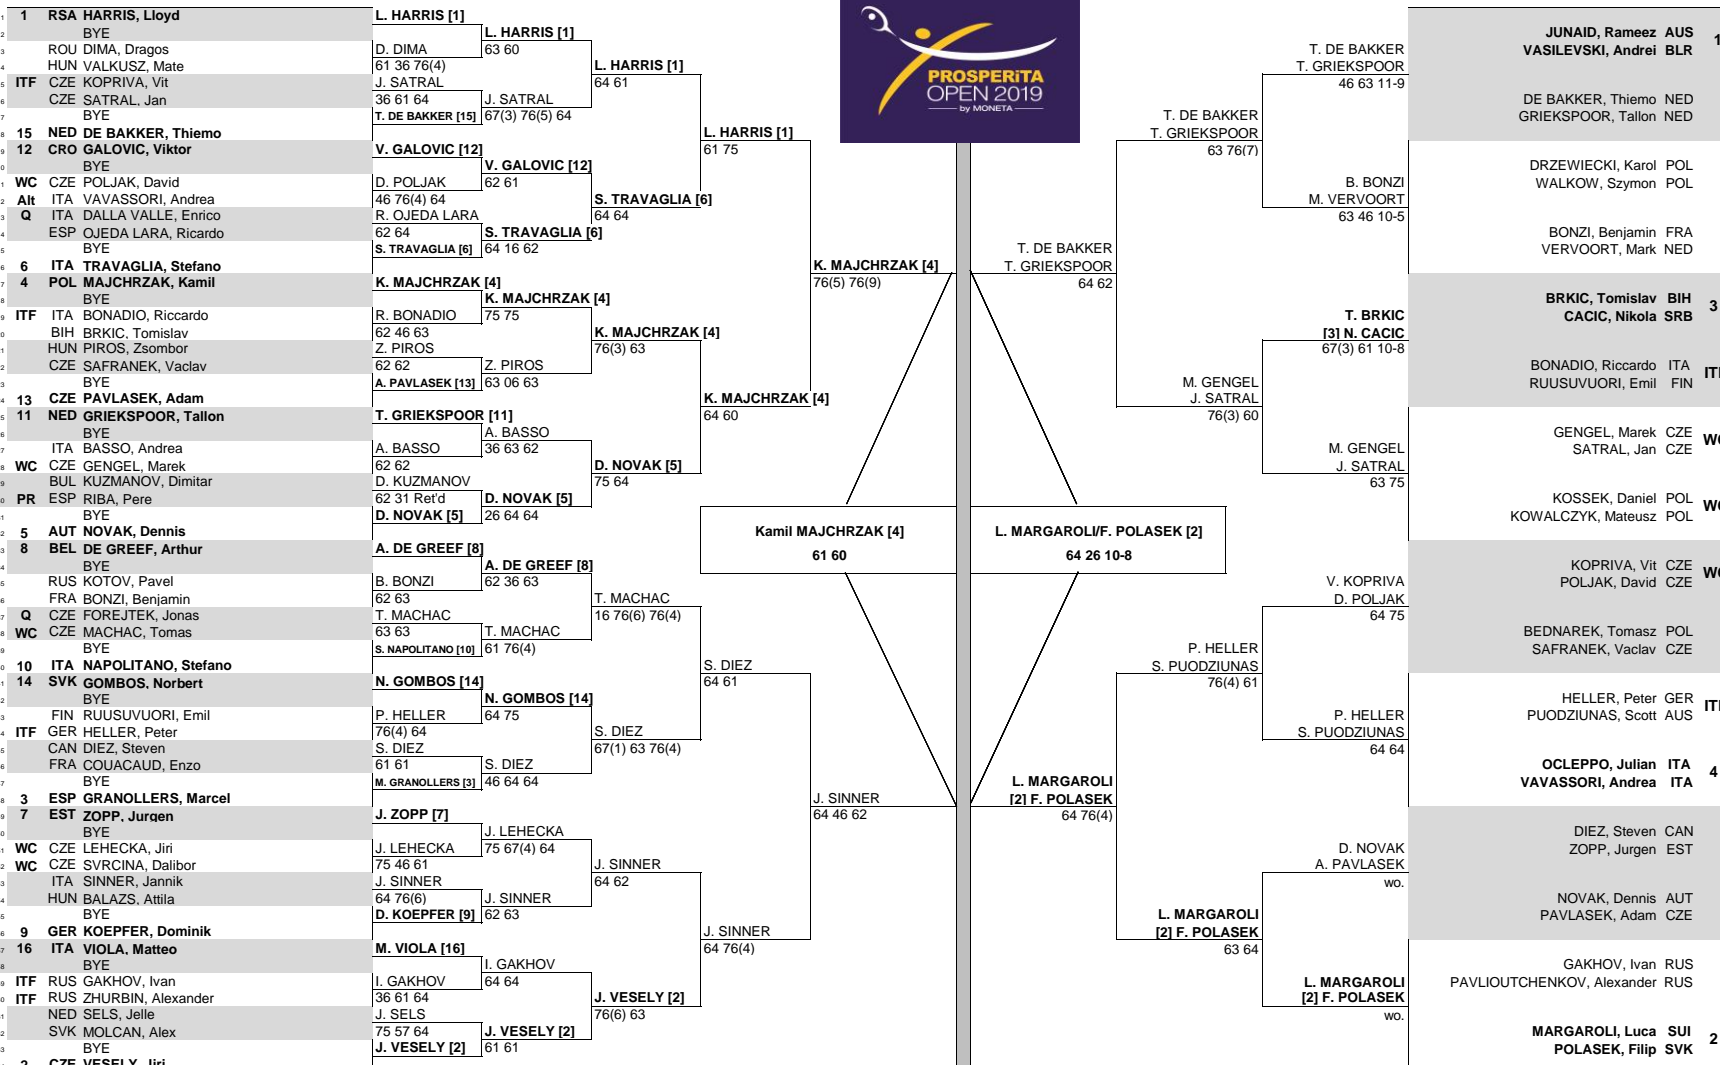 PROSPERiTA
OPEN 2019
by MONETA
1 RSA HARRIS, Lloyd
BYE
ROU DIMA, Dragos
HUN VALKUSZ, Mate
ITF CZE KOPRIVA, Vit
CZE SATRAL, Jan
BYE
15 NED DE BAKKER, Thiemo
12 CRO GALOVIC, Viktor
BYE
WC CZE POLJAK, David
Alt ITA VAVASSORI, Andrea
Q ITA DALLA VALLE, Enrico
ESP OJEDA LARA, Ricardo
BYE
6 ITA TRAVAGLIA, Stefano
4 POL MAJCHRZAK, Kamil
BYE
ITF ITA BONADIO, Riccardo
BIH BRKIC, Tomislav
HUN PIROS, Zsombor
CZE SAFRANEK, Vaclav
BYE
13 CZE PAVLASEK, Adam
11 NED GRIEKSPOOR, Tallon
BYE
ITA BASSO, Andrea
WC CZE GENGEL, Marek
BUL KUZMANOV, Dimitar
PR ESP RIBA, Pere
BYE
5 AUT NOVAK, Dennis
8 BEL DE GREEF, Arthur
BYE
RUS KOTOV, Pavel
FRA BONZI, Benjamin
Q CZE FOREJTEK, Jonas
WC CZE MACHAC, Tomas
BYE
10 ITA NAPOLITANO, Stefano
14 SVK GOMBOS, Norbert
BYE
FIN RUUSUVUORI, Emil
ITF GER HELLER, Peter
CAN DIEZ, Steven
FRA COUACAUD, Enzo
BYE
3 ESP GRANOLLERS, Marcel
7 EST ZOPP, Jurgen
BYE
WC CZE LEHECKA, Jiri
WC CZE SVRCINA, Dalibor
ITA SINNER, Jannik
HUN BALAZS, Attila
BYE
9 GER KOEPFER, Dominik
16 ITA VIOLA, Matteo
BYE
ITF RUS GAKHOV, Ivan
ITF RUS ZHURBIN, Alexander
NED SELS, Jelle
SVK MOLCAN, Alex
BYE
2 CZE VESELY, Jiri
L. HARRIS [1]
D. DIMA
61 36 76(4)
J. SATRAL
36 61 64
T. DE BAKKER [15]
V. GALOVIC [12]
D. POLJAK
46 76(4) 64
R. OJEDA LARA
62 64
S. TRAVAGLIA [6]
K. MAJCHRZAK [4]
R. BONADIO
62 46 63
Z. PIROS
62 62
A. PAVLASEK [13]
T. GRIEKSPOOR [11]
A. BASSO
62 62
D. KUZMANOV
62 31 Ret'd
D. NOVAK [5]
A. DE GREEF [8]
B. BONZI
62 63
T. MACHAC
63 63
S. NAPOLITANO [10]
N. GOMBOS [14]
P. HELLER
76(4) 64
S. DIEZ
61 61
M. GRANOLLERS [3]
J. ZOPP [7]
J. LEHECKA
75 46 61
J. SINNER
64 76(6)
D. KOEPFER [9]
M. VIOLA [16]
I. GAKHOV
36 61 64
J. SELS
75 57 64
J. VESELY [2]
L. HARRIS [1]
63 60
J. SATRAL
67(3) 76(5) 64
V. GALOVIC [12]
62 61
S. TRAVAGLIA [6]
64 16 62
K. MAJCHRZAK [4]
75 75
Z. PIROS
63 06 63
A. BASSO
36 63 62
D. NOVAK [5]
26 64 64
A. DE GREEF [8]
62 36 63
T. MACHAC
61 76(4)
N. GOMBOS [14]
64 75
S. DIEZ
46 64 64
J. LEHECKA
75 67(4) 64
J. SINNER
62 63
I. GAKHOV
64 64
J. VESELY [2]
61 61
L. HARRIS [1]
64 61
S. TRAVAGLIA [6]
64 64
K. MAJCHRZAK [4]
76(3) 63
D. NOVAK [5]
75 64
T. MACHAC
16 76(6) 76(4)
S. DIEZ
67(1) 63 76(4)
J. SINNER
64 62
J. VESELY [2]
76(6) 63
L. HARRIS [1]
61 75
K. MAJCHRZAK [4]
64 60
S. DIEZ
64 61
J. SINNER
64 76(4)
K. MAJCHRZAK [4]
76(5) 76(9)
J. SINNER
64 46 62
Kamil MAJCHRZAK [4]
61 60
L. MARGAROLI/F. POLASEK [2]
64 26 10-8
T. DE BAKKER
T. GRIEKSPOOR
64 62
L. MARGAROLI
[2] F. POLASEK
64 76(4)
T. DE BAKKER
T. GRIEKSPOOR
63 76(7)
M. GENGEL
J. SATRAL
76(3) 60
P. HELLER
S. PUODZIUNAS
76(4) 61
L. MARGAROLI
[2] F. POLASEK
63 64
T. DE BAKKER
T. GRIEKSPOOR
46 63 11-9
B. BONZI
M. VERVOORT
63 46 10-5
T. BRKIC
[3] N. CACIC
67(3) 61 10-8
M. GENGEL
J. SATRAL
63 75
V. KOPRIVA
D. POLJAK
64 75
P. HELLER
S. PUODZIUNAS
64 64
D. NOVAK
A. PAVLASEK
wo.
L. MARGAROLI
[2] F. POLASEK
wo.
JUNAID, Rameez AUS 1
VASILEVSKI, Andrei BLR
DE BAKKER, Thiemo NED
GRIEKSPOOR, Tallon NED
DRZEWIECKI, Karol POL
WALKOW, Szymon POL
BONZI, Benjamin FRA
VERVOORT, Mark NED
BRKIC, Tomislav BIH 3
CACIC, Nikola SRB
BONADIO, Riccardo ITA
RUUSUVUORI, Emil FIN
GENGEL, Marek CZE
SATRAL, Jan CZE
KOSSEK, Daniel POL
KOWALCZYK, Mateusz POL
KOPRIVA, Vit CZE
POLJAK, David CZE
BEDNAREK, Tomasz POL
SAFRANEK, Vaclav CZE
HELLER, Peter GER
PUODZIUNAS, Scott AUS
OCLEPPO, Julian ITA 4
VAVASSORI, Andrea ITA
DIEZ, Steven CAN
ZOPP, Jurgen EST
NOVAK, Dennis AUT
PAVLASEK, Adam CZE
GAKHOV, Ivan RUS
PAVLIOUTCHENKOV, Alexander RUS
MARGAROLI, Luca SUI 2
POLASEK, Filip SVK